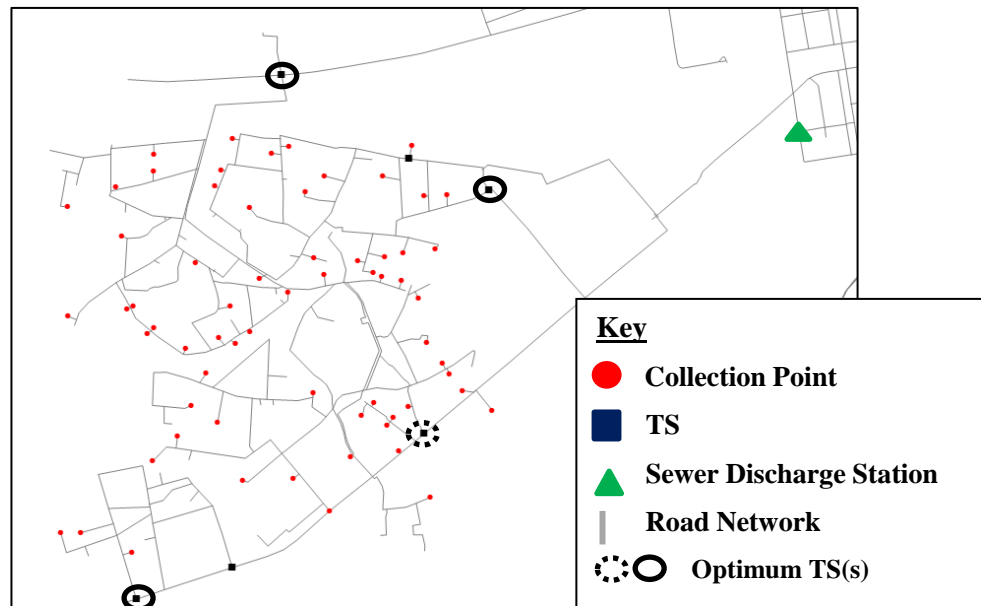 Key
Collection Point
TS
Sewer Discharge Station
Road Network
Optimum TS(s)